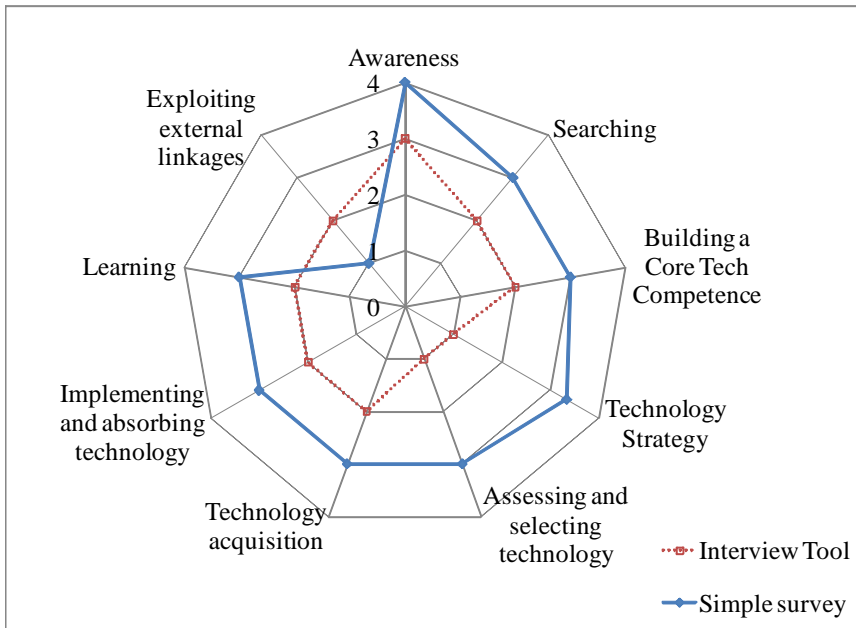 Awareness
4
3
2
1
0
Searching
Building a
Core Tech
Competence
Technology
Strategy
Assessing and
selecting
technology
Technology
acquisition
Implementing
and absorbing
technology
Learning
Exploiting
external
linkages
Interview Tool
Simple survey